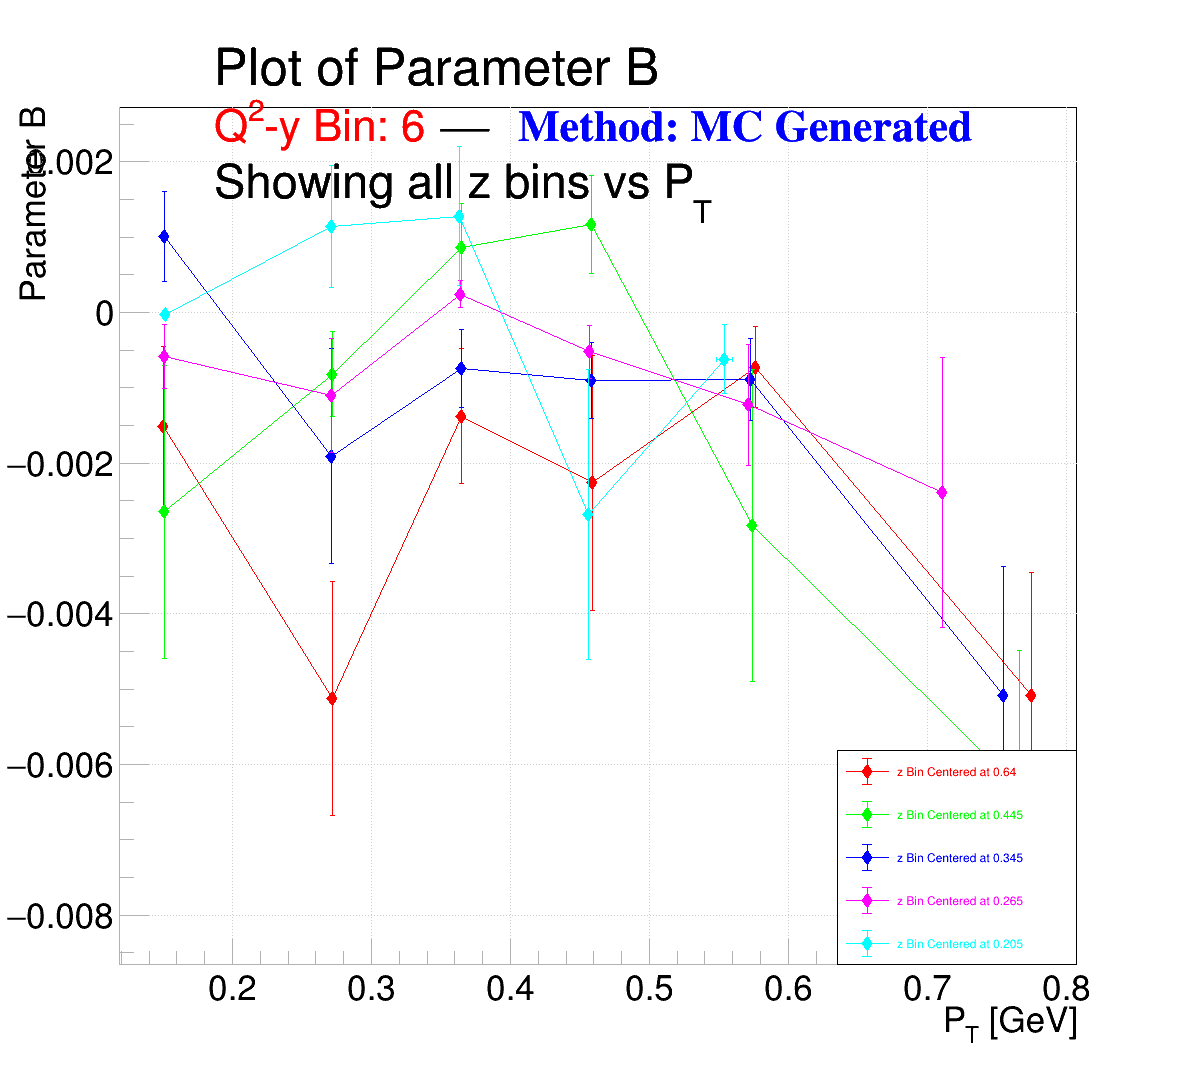 Plot of Parameter B
Q²-y Bin: 6 — Method: MC Generated
Showing all z bins vs P_T
Parameter B
0.002
0
−0.002
−0.004
−0.006
−0.008
z Bin Centered at 0.64
z Bin Centered at 0.445
z Bin Centered at 0.345
z Bin Centered at 0.265
z Bin Centered at 0.205
0.2 0.3 0.4 0.5 0.6 0.7 0.8
P_T [GeV]